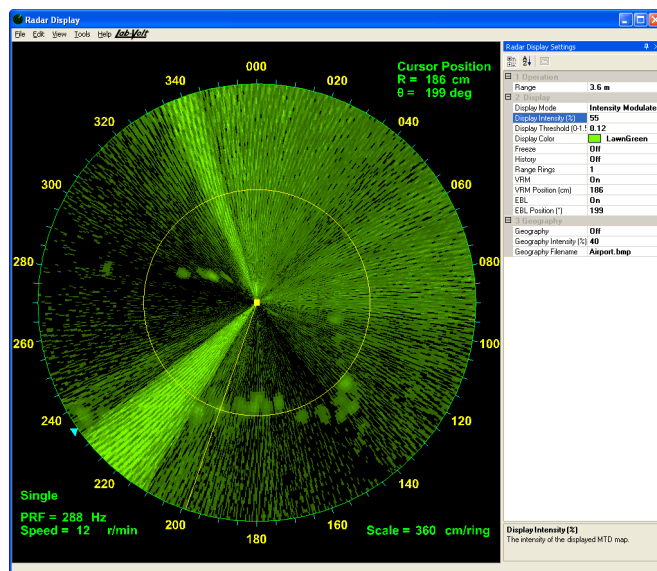 Radar Display
File Edit View Tools Help Lab-Volt
Radar Display Settings
Cursor Position
R = 186 cm
θ = 199 deg
000
020
040
060
080
100
120
140
160
180
200
220
240
260
280
300
320
340
Single
PRF = 288 Hz
Speed = 12 r/min
Scale = 360 cm/ring
1 Operation
Range 3.6 m
2 Display
Display Mode Intensity Modulate
Display Intensity (%) 55
Display Threshold (0-1.5 0.12
Display Color LawnGreen
Freeze Off
History Off
Range Rings 1
VRM On
VRM Position (cm) 186
EBL On
EBL Position (°) 199
3 Geography
Geography Off
Geography Intensity (%) 40
Geography Filename Airport.bmp
Display Intensity (%)
The intensity of the displayed MTD map.